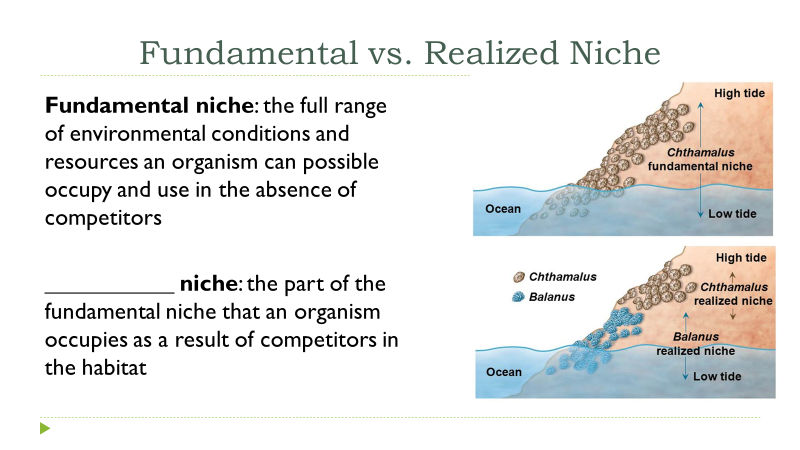 Fundamental vs. Realized Niche
Fundamental niche: the full range
of environmental conditions and
resources an organism can possible
occupy and use in the absence of
competitors
____________ niche: the part of the
fundamental niche that an organism
occupies as a result of competitors in
the habitat
High tide
Chthamalus
fundamental niche
Ocean
Low tide
High tide
Chthamalus
Balanus
Chthamalus
realized niche
Balanus
realized niche
Ocean
Low tide